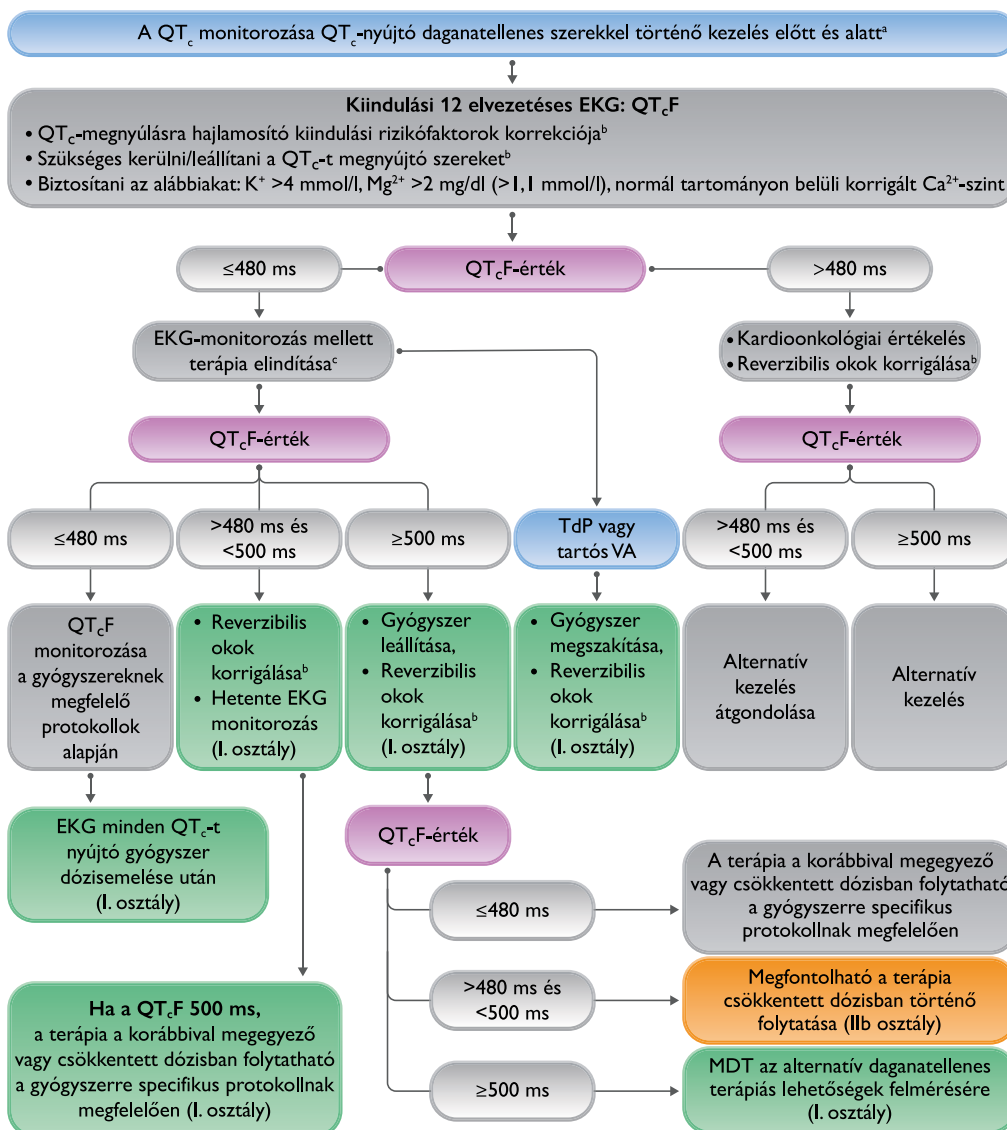 A QTc monitorozása QTc-nyújtó daganatellenes szerekkel történő kezelés előtt és alattᵃ
Kiindulási 12 elvezetéses EKG: QTcF
• QTc-megnyúlásra hajlamosító kiindulási rizikófaktorok korrekciójaᵇ
• Szükséges kerülni/leállítani a QTc-t megnyújtó szereketᵇ
• Biztosítani az alábbiakat: K⁺ >4 mmol/l, Mg²⁺ >2 mg/dl (>1,1 mmol/l), normál tartományon belüli korrigált Ca²⁺-szint
≤480 ms
QTcF-érték
>480 ms
EKG-monitorozás mellett
terápia elindításaᶜ
• Kardioonkológiai értékelés
• Reverzibilis okok korrigálásaᵇ
QTcF-érték
QTcF-érték
≤480 ms
>480 ms és
<500 ms
≥500 ms
TdP vagy
tartós VA
>480 ms és
<500 ms
≥500 ms
QTcF
monitorozása
a gyógyszereknek
megfelelő
protokollok
alapján
• Reverzibilis
okok
korrigálásaᵇ
• Hetente EKG
monitorozás
(I. osztály)
• Gyógyszer
leállítása,
• Reverzibilis
okok
korrigálásaᵇ
(I. osztály)
• Gyógyszer
megszakítása,
• Reverzibilis
okok
korrigálásaᵇ
(I. osztály)
Alternatív
kezelés
átgondolása
Alternatív
kezelés
EKG minden QTc-t
nyújtó gyógyszer
dózisemelése után
(I. osztály)
QTcF-érték
≤480 ms
A terápia a korábbival megegyező
vagy csökkentett dózisban folytatható
a gyógyszerre specifikus
protokollnak megfelelően
>480 ms és
<500 ms
Megfontolható a terápia
csökkentett dózisban történő
folytatása (IIb osztály)
≥500 ms
MDT az alternatív daganatellenes
terápiás lehetőségek felmérésére
(I. osztály)
Ha a QTcF 500 ms,
a terápia a korábbival megegyező
vagy csökkentett dózisban folytatható
a gyógyszerre specifikus protokollnak
megfelelően (I. osztály)